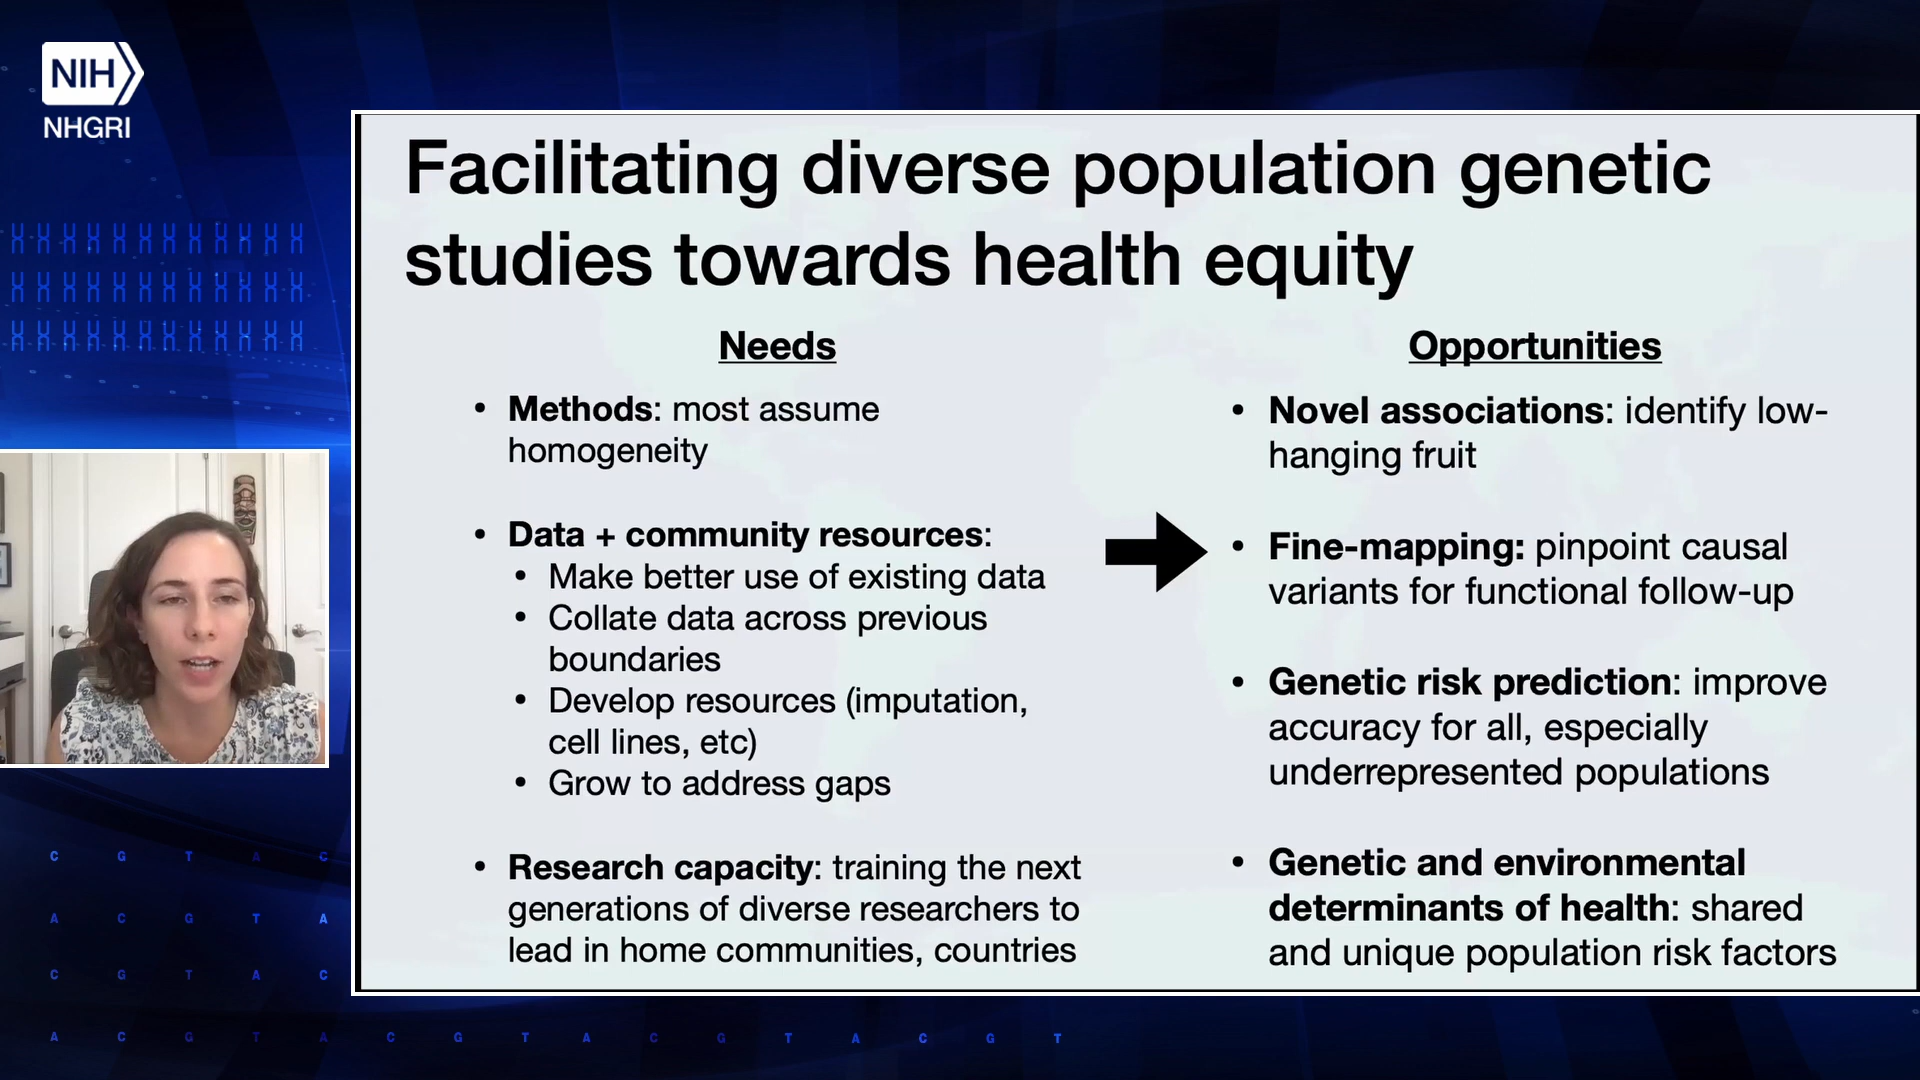 NIH
NHGRI
Facilitating diverse population genetic
studies towards health equity
Needs
• Methods: most assume
homogeneity
• Data + community resources:
• Make better use of existing data
• Collate data across previous
boundaries
• Develop resources (imputation,
cell lines, etc)
• Grow to address gaps
• Research capacity: training the next
generations of diverse researchers to
lead in home communities, countries
Opportunities
• Novel associations: identify low-
hanging fruit
• Fine-mapping: pinpoint causal
variants for functional follow-up
• Genetic risk prediction: improve
accuracy for all, especially
underrepresented populations
• Genetic and environmental
determinants of health: shared
and unique population risk factors
C G T A C
A C G T A
C G T A C
A C G T A C G T A C G T A C G T